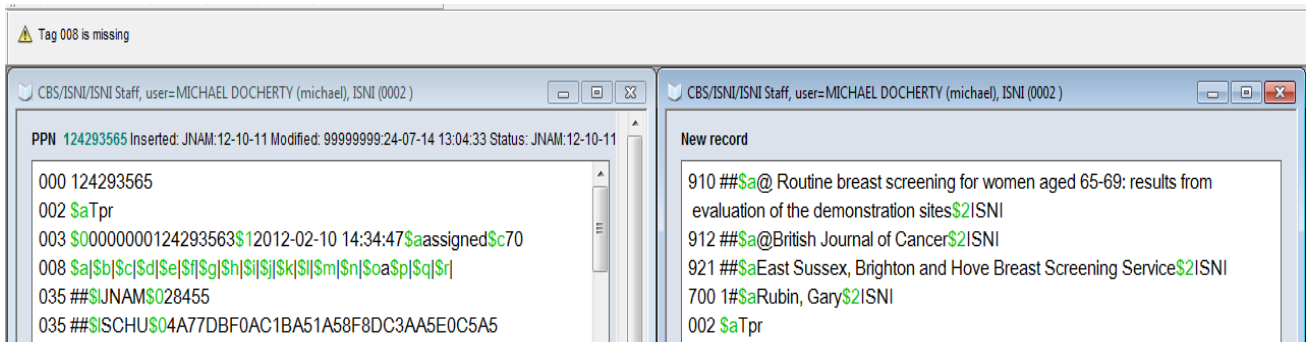 Tag 008 is missing
CBS/ISNI/ISNI Staff, user=MICHAEL DOCHERTY (michael), ISNI (0002 )
PPN 124293565 Inserted: JNAM:12-10-11 Modified: 99999999:24-07-14 13:04:33 Status: JNAM:12-10-11
000 124293565
002 $aTpr
003 $00000000124293563$12012-02-10 14:34:47$aassigned$c70
008 $a|$b|$c|$d|$e|$f|$g|$h|$i|$j|$k|$l|$m|$n|$oa$p|$q|$r|
035 ##$IJNAM$028455
035 ##$ISCHU$04A77DBF0AC1BA51A58F8DC3AA5E0C5A5
CBS/ISNI/ISNI Staff, user=MICHAEL DOCHERTY (michael), ISNI (0002 )
New record
910 ##$a@ Routine breast screening for women aged 65-69: results from
evaluation of the demonstration sites$2ISNI
912 ##$a@British Journal of Cancer$2ISNI
921 ##$aEast Sussex, Brighton and Hove Breast Screening Service$2ISNI
700 1#$aRubin, Gary$2ISNI
002 $aTpr